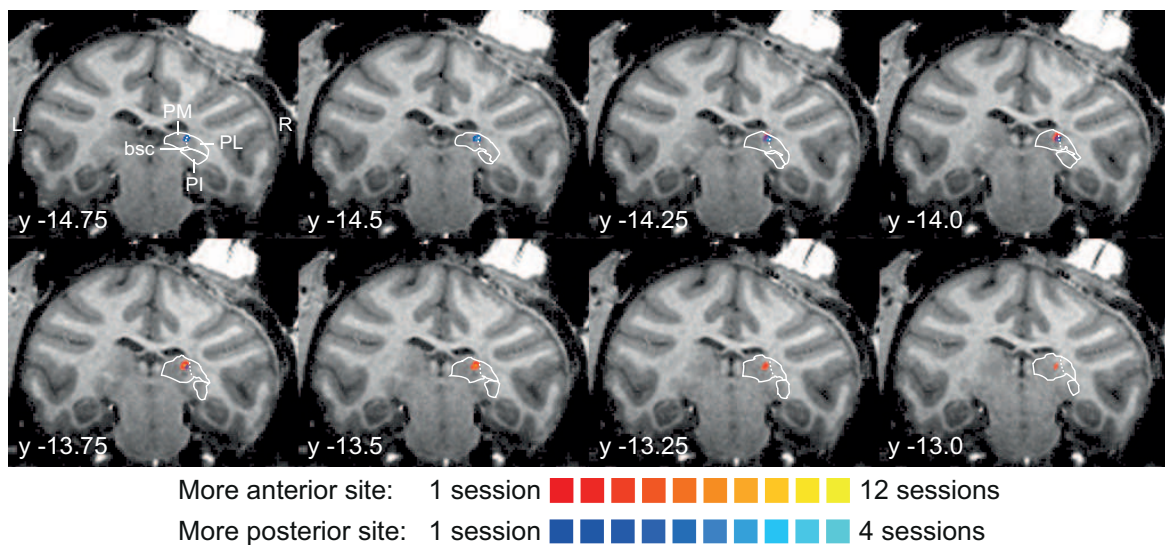 L
PM
bsc
PI
PL
R
y -14.75
y -14.5
y -14.25
y -14.0
y -13.75
y -13.5
y -13.25
y -13.0
More anterior site: 1 session 12 sessions
More posterior site: 1 session 4 sessions